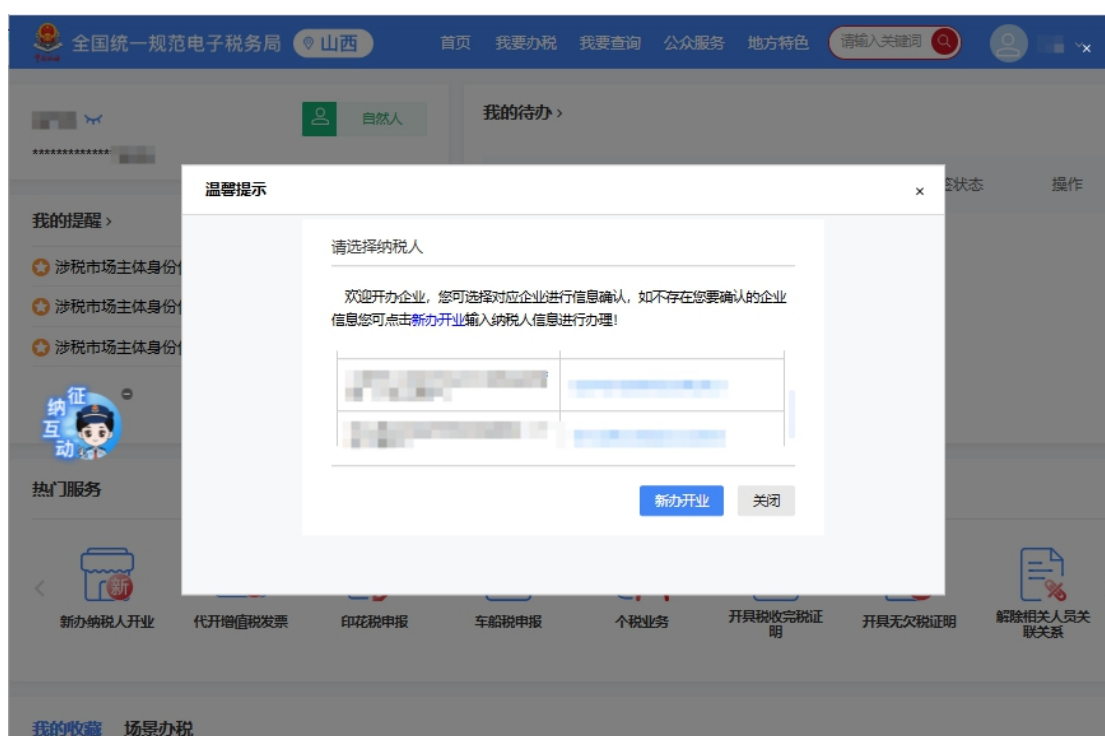 全国统一规范电子税务局
山西
首页
我要办税
我要查询
公众服务
地方特色
请输入关键词
×
自然人
我的待办›
*************
温馨提示
×
签状态
操作
我的提醒›
请选择纳税人
涉税市场主体身份
欢迎开办企业，您可选择对应企业进行信息确认，如不存在您要确认的企业
信息您可点击新办开业输入纳税人信息进行办理！
涉税市场主体身份
涉税市场主体身份
征
纳
互
动
热门服务
新办开业
关闭
新
新办纳税人开业
代开增值税发票
印花税申报
车船税申报
个税业务
开具税收完税证
明
开具无欠税证明
解除相关人员关
联关系
我的收藏
场景办税